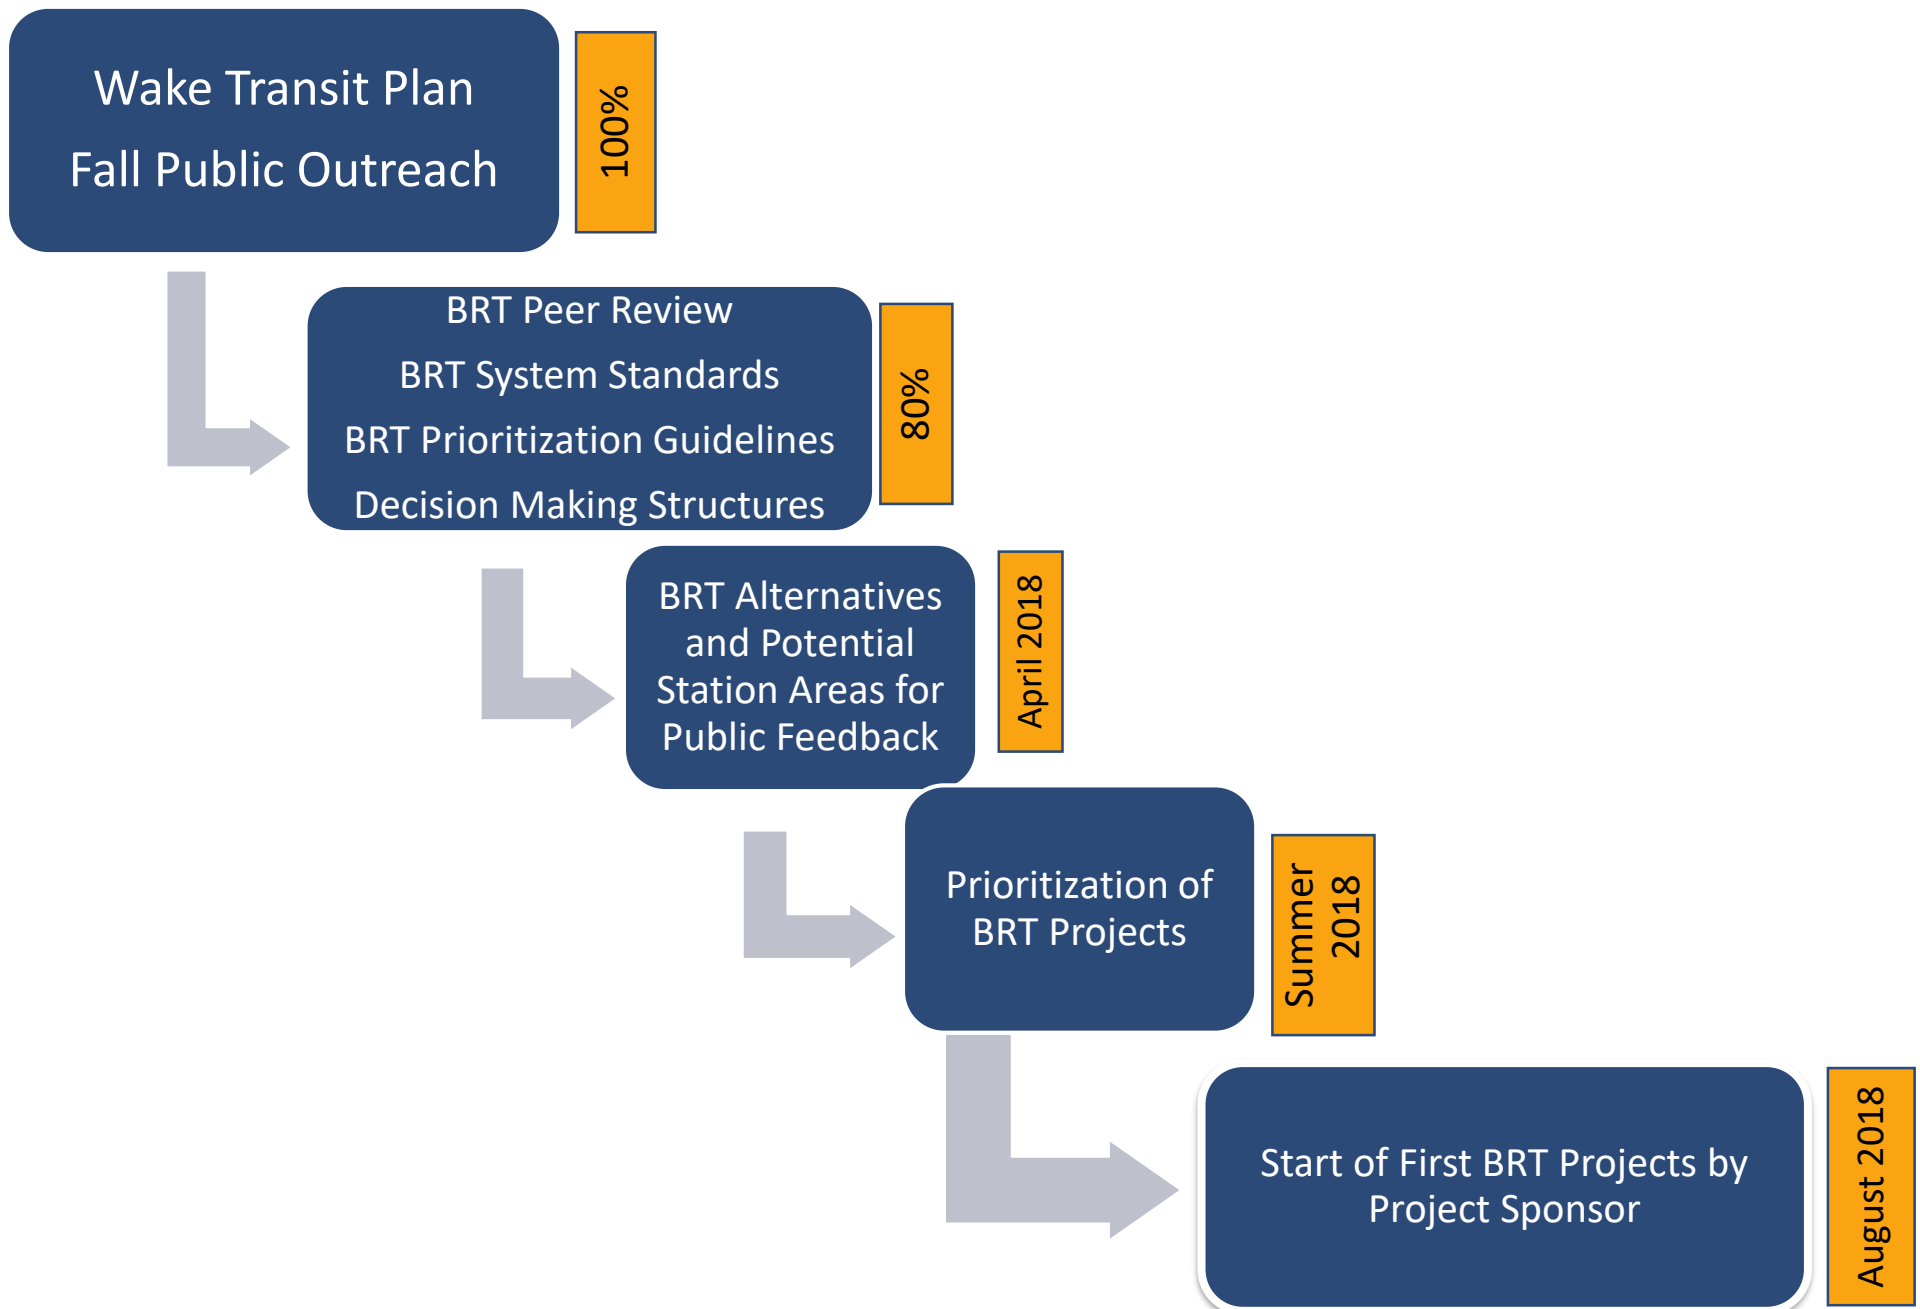 Wake Transit Plan
Fall Public Outreach
100%
BRT Peer Review
BRT System Standards
BRT Prioritization Guidelines
Decision Making Structures
80%
BRT Alternatives
and Potential
Station Areas for
Public Feedback
April 2018
Prioritization of
BRT Projects
Summer
2018
Start of First BRT Projects by
Project Sponsor
August 2018